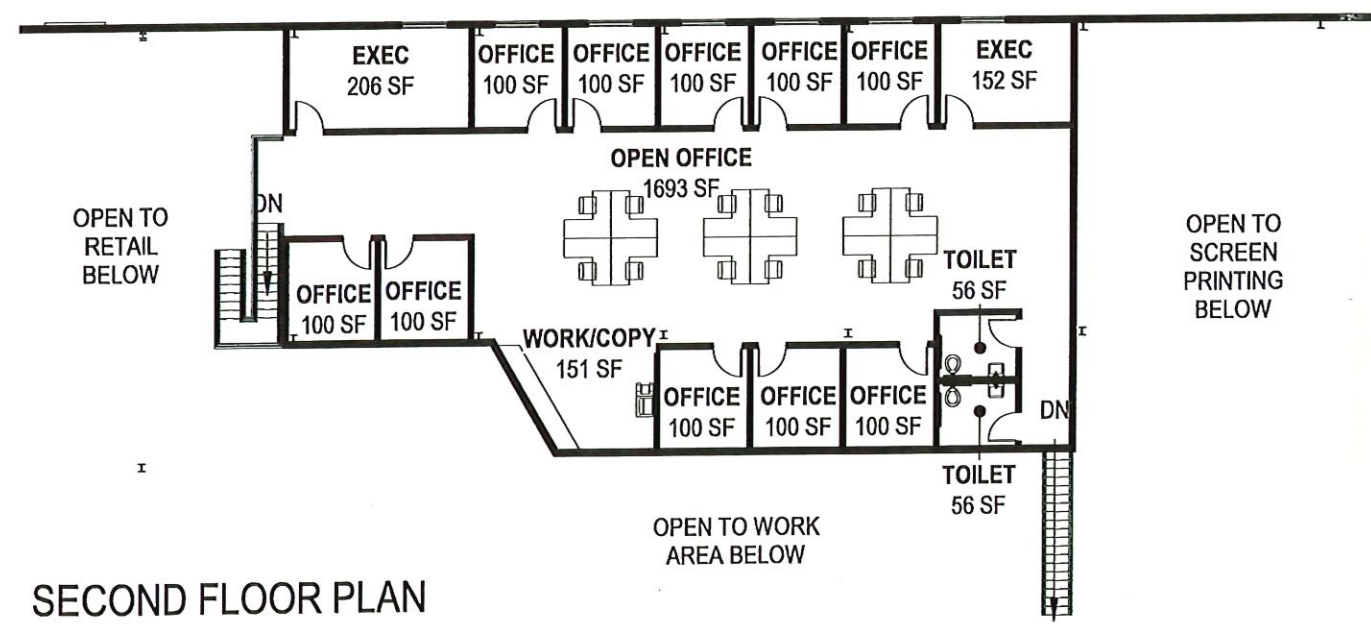 EXEC
206 SF
OFFICE
100 SF
OFFICE
100 SF
OFFICE
100 SF
OFFICE
100 SF
OFFICE
100 SF
EXEC
152 SF
OPEN OFFICE
1693 SF
OPEN TO
RETAIL
BELOW
DN
OFFICE
100 SF
OFFICE
100 SF
TOILET
56 SF
OPEN TO
SCREEN
PRINTING
BELOW
WORK/COPY
151 SF
OFFICE
100 SF
OFFICE
100 SF
OFFICE
100 SF
DN
TOILET
56 SF
OPEN TO WORK
AREA BELOW
SECOND FLOOR PLAN